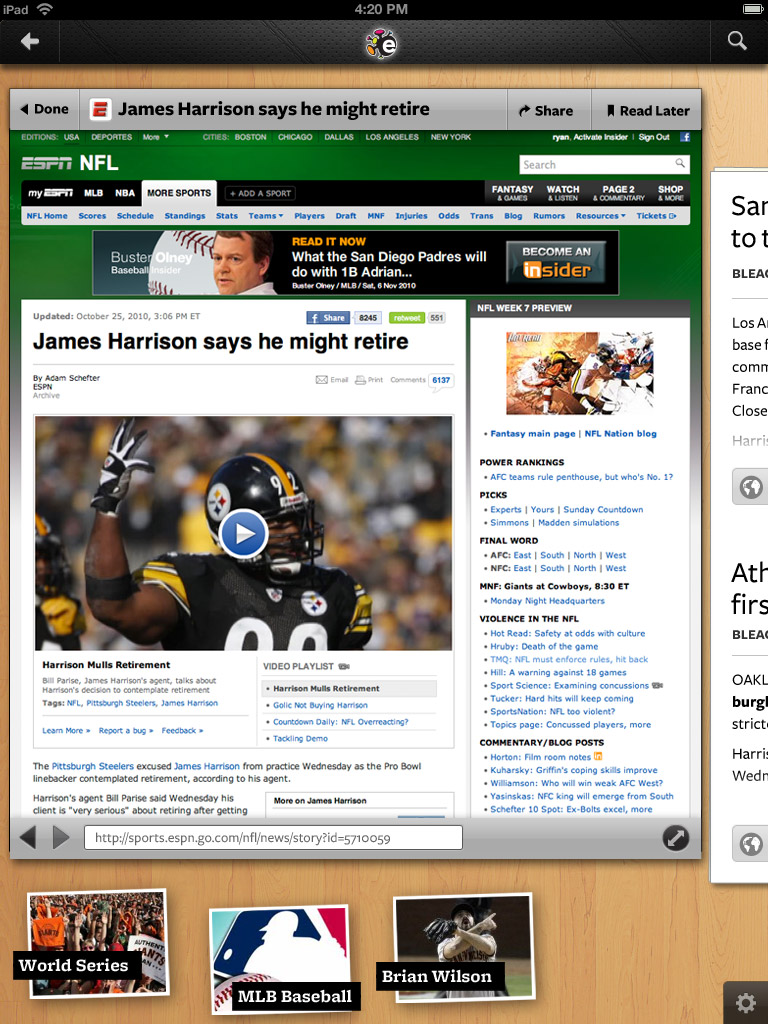 iPad 4:20 PM
e
Done
James Harrison says he might retire
Share
Read Later
EDITIONS: USA DEPORTES More CITIES: BOSTON CHICAGO DALLAS LOS ANGELES NEW YORK
ryan, Activate Insider | Sign Out f
ESPN NFL
Search
myESPN MLB NBA MORE SPORTS + ADD A SPORT
FANTASY & GAMES
WATCH & LISTEN
PAGE 2 & COMMENTARY
SHOP & MORE
NFL Home Scores Schedule Standings Stats Teams Players Draft MNF Injuries Odds Trans Blog Rumors Resources Tickets
Buster Olney
Baseball Insider
READ IT NOW
What the San Diego Padres will
do with 1B Adrian...
Buster Olney / MLB / Sat, 6 Nov 2010
BECOME AN
insider
Updated: October 25, 2010, 3:06 PM ET
f Share 8245 retweet 551
James Harrison says he might retire
By Adam Schefter
ESPN
Archive
Email Print Comments 6137
92
Harrison Mulls Retirement
Bill Parise, James Harrison's agent, talks about
Harrison's decision to contemplate retirement
Tags: NFL, Pittsburgh Steelers, James Harrison
Learn More » Report a bug » Feedback »
VIDEO PLAYLIST
• Harrison Mulls Retirement
• Golic Not Buying Harrison
• Countdown Daily: NFL Overreacting?
• Tackling Demo
The Pittsburgh Steelers excused James Harrison from practice Wednesday as the Pro Bowl
linebacker contemplated retirement, according to his agent.
Harrison's agent Bill Parise said Wednesday his
client is "very serious" about retiring after getting
More on James Harrison
NFL WEEK 7 PREVIEW
• Fantasy main page | NFL Nation blog
POWER RANKINGS
• AFC teams rule penthouse, but who's No. 1?
PICKS
• Experts | Yours | Sunday Countdown
• Simmons | Madden simulations
FINAL WORD
• AFC: East | South | North | West
• NFC: East | South | North | West
MNF: Giants at Cowboys, 8:30 ET
• Monday Night Headquarters
VIOLENCE IN THE NFL
• Hot Read: Safety at odds with culture
• Hruby: Death of the game
• TMQ: NFL must enforce rules, hit back
• Hill: A warning against 18 games
• Sport Science: Examining concussions
• Tucker: Hard hits will keep coming
• SportsNation: NFL too violent?
• Topics page: Concussed players, more
COMMENTARY/BLOG POSTS
• Horton: Film room notes in
• Kuharsky: Griffin's coping skills improve
• Williamson: Who will win weak AFC West?
• Yasinskas: NFC king will emerge from South
• Schefter 10 Spot: Ex-Bolts excel, more
http://sports.espn.go.com/nfl/news/story?id=5710059
San
to t
BLEAC
Los An
base f
comm
Franc
Close
Harris
Ath
firs
BLEAC
OAKL
burgl
strict
Harris
Wedn
World Series
MLB Baseball
Brian Wilson
GIANTS
AUTHENTIC
GIANTS